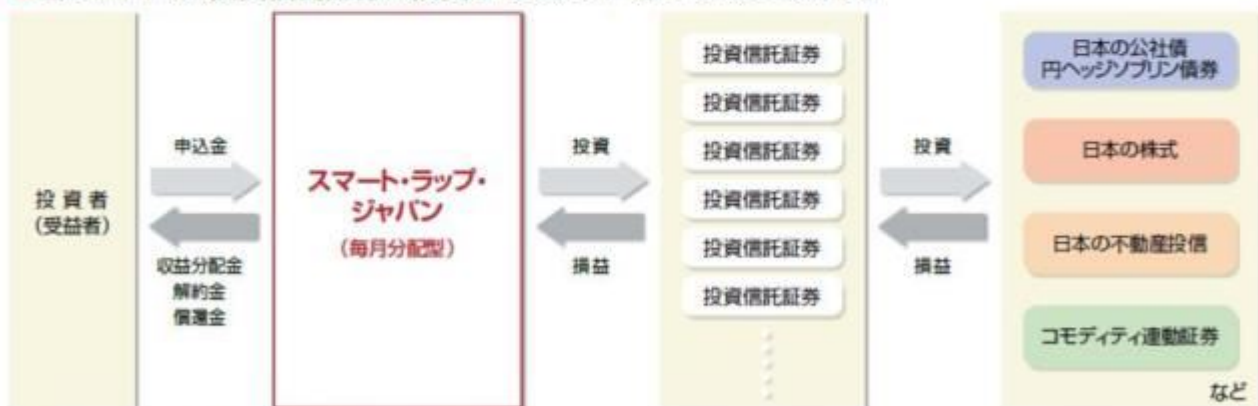 投資者
(受益者)
申込金
収益分配金
解約金
償還金
スマート・ラップ・
ジャパン
(毎月分配型)
投資
損益
投資信託証券
投資信託証券
投資信託証券
投資信託証券
投資信託証券
投資信託証券
投資
損益
日本の公社債
円ヘッジソブリン債券
日本の株式
日本の不動産投信
コモディティ連動証券
など